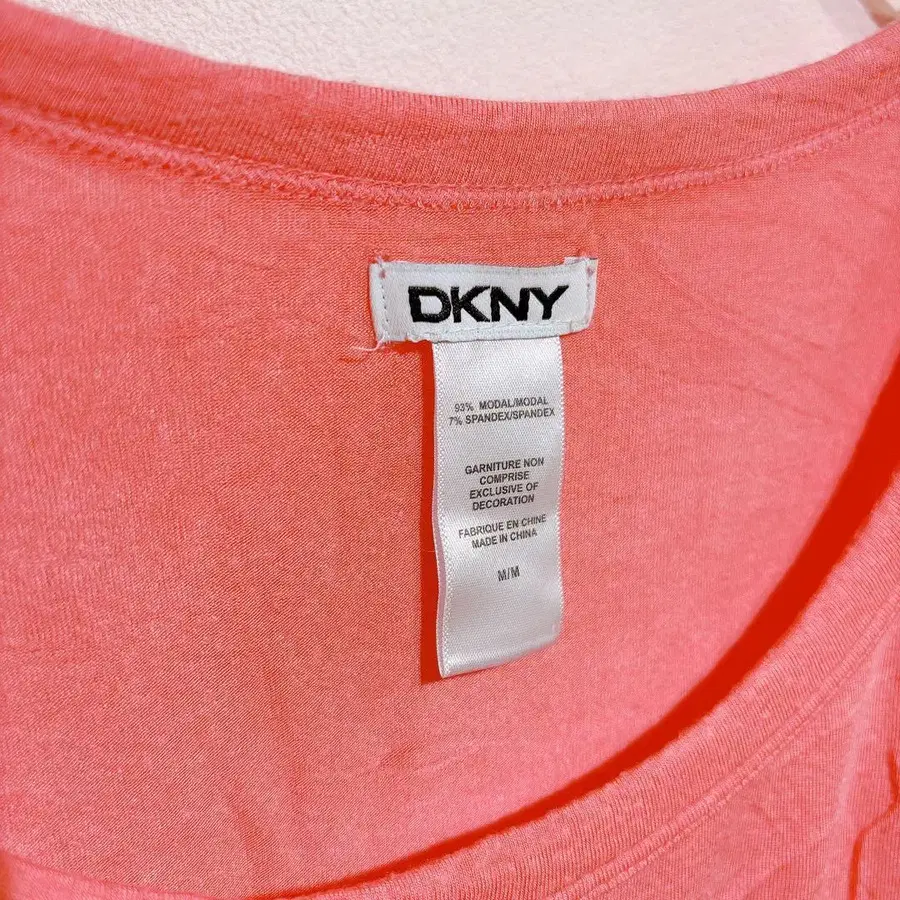 DKNY
93% MODAL/MODAL
7% SPANDEX/SPANDEX
GARNITURE NON
COMPRISE
EXCLUSIVE OF
DECORATION
FABRIQUE EN CHINE
MADE IN CHINA
M/M